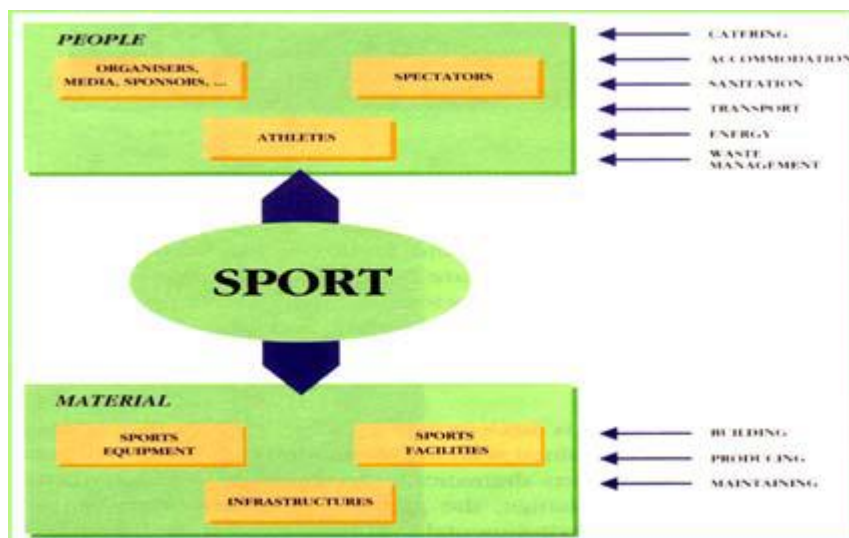 PEOPLE
ORGANISERS,
MEDIA, SPONSORS, ...
SPECTATORS
ATHLETES
CATERING
ACCOMMODATION
SANITATION
TRANSPORT
ENERGY
WASTE
MANAGEMENT
SPORT
MATERIAL
SPORTS
EQUIPMENT
SPORTS
FACILITIES
INFRASTRUCTURES
BUILDING
PRODUCING
MAINTAINING